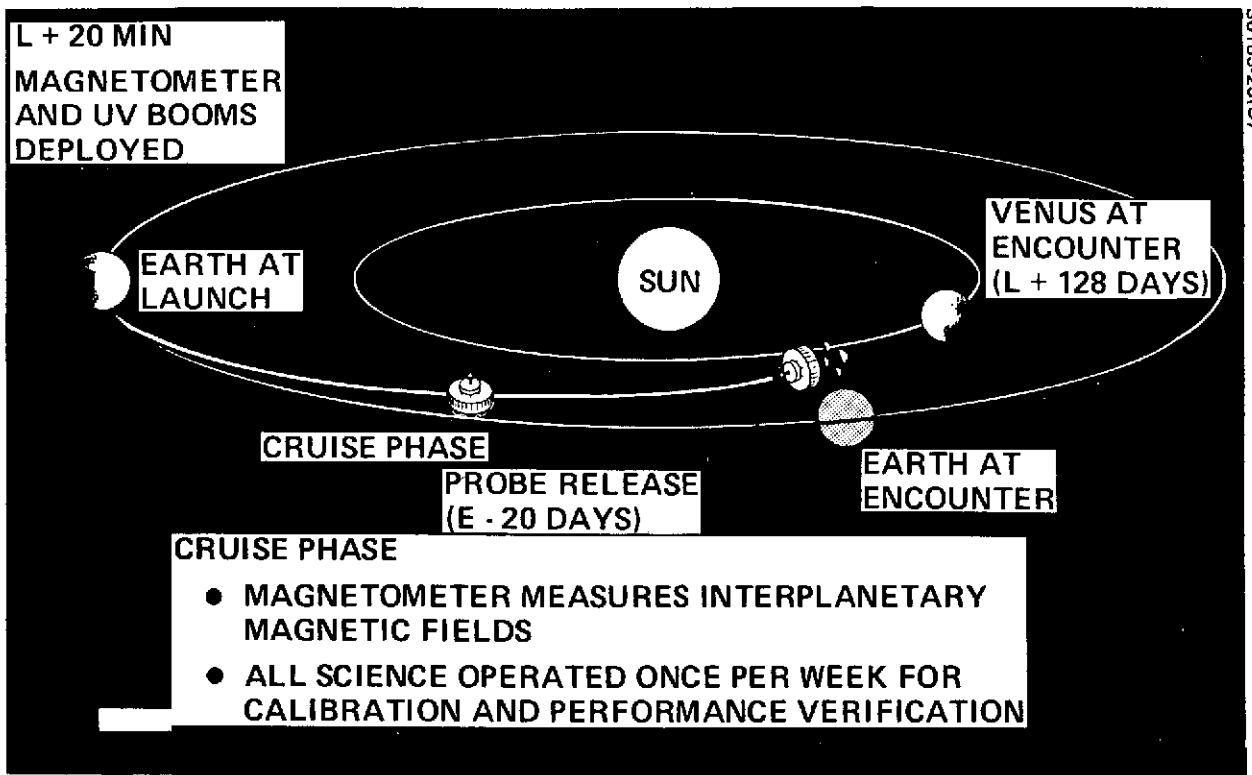 L + 20 MIN
MAGNETOMETER
AND UV BOOMS
DEPLOYED
EARTH AT
LAUNCH
SUN
VENUS AT
ENCOUNTER
(L + 128 DAYS)
CRUISE PHASE
PROBE RELEASE
(E - 20 DAYS)
EARTH AT
ENCOUNTER
CRUISE PHASE
● MAGNETOMETER MEASURES INTERPLANETARY
MAGNETIC FIELDS
● ALL SCIENCE OPERATED ONCE PER WEEK FOR
CALIBRATION AND PERFORMANCE VERIFICATION